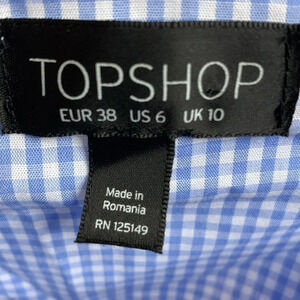 TOPSHOP
EUR 38 US 6 UK 10
Made in
Romania
RN 125149